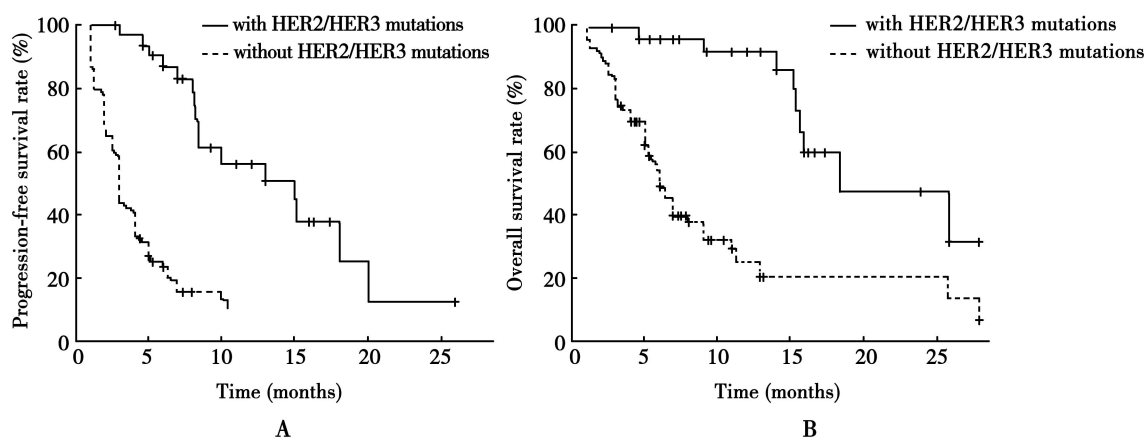 with HER2/HER3 mutations
without HER2/HER3 mutations
Progression-free survival rate (%)
100
80
60
40
20
0
0 5 10 15 20 25
Time (months)
A
with HER2/HER3 mutations
without HER2/HER3 mutations
Overall survival rate (%)
100
80
60
40
20
0
0 5 10 15 20 25
Time (months)
B